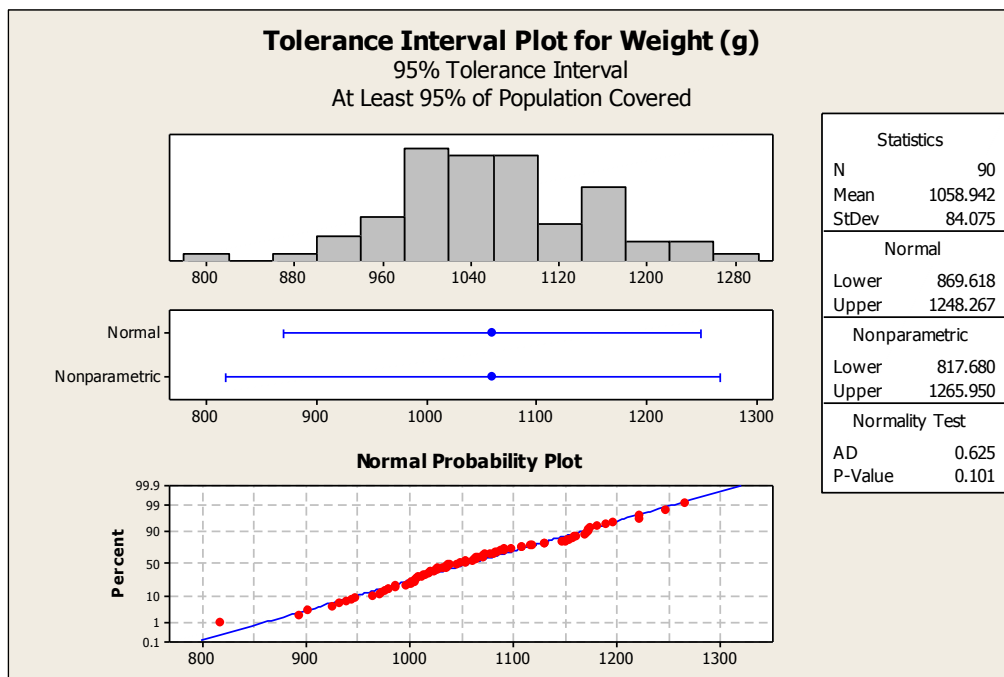 Tolerance Interval Plot for Weight (g)
95% Tolerance Interval
At Least 95% of Population Covered
800 880 960 1040 1120 1200 1280
Normal
Nonparametric
800 900 1000 1100 1200 1300
Normal Probability Plot
Percent
99.9
99
90
50
10
1
0.1
800 900 1000 1100 1200 1300
Statistics
N 90
Mean 1058.942
StDev 84.075
Normal
Lower 869.618
Upper 1248.267
Nonparametric
Lower 817.680
Upper 1265.950
Normality Test
AD 0.625
P-Value 0.101